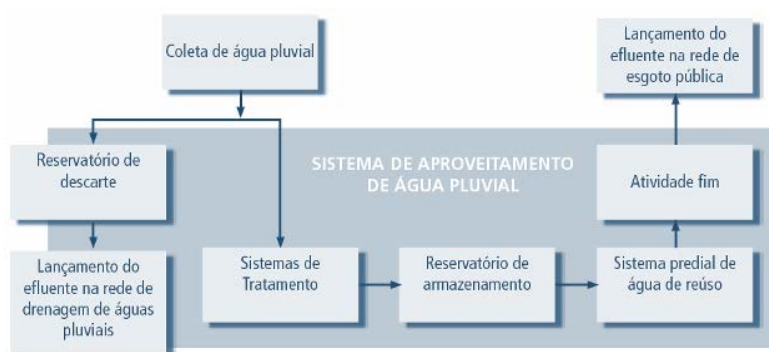 Coleta de água pluvial
Lançamento do
efluente na rede de
esgoto pública
Reservatório de
descarte
SISTEMA DE APROVEITAMENTO
DE ÁGUA PLUVIAL
Atividade fim
Lançamento do
efluente na rede de
drenagem de águas
pluviais
Sistemas de
Tratamento
Reservatório de
armazenamento
Sistema predial de
água de reúso